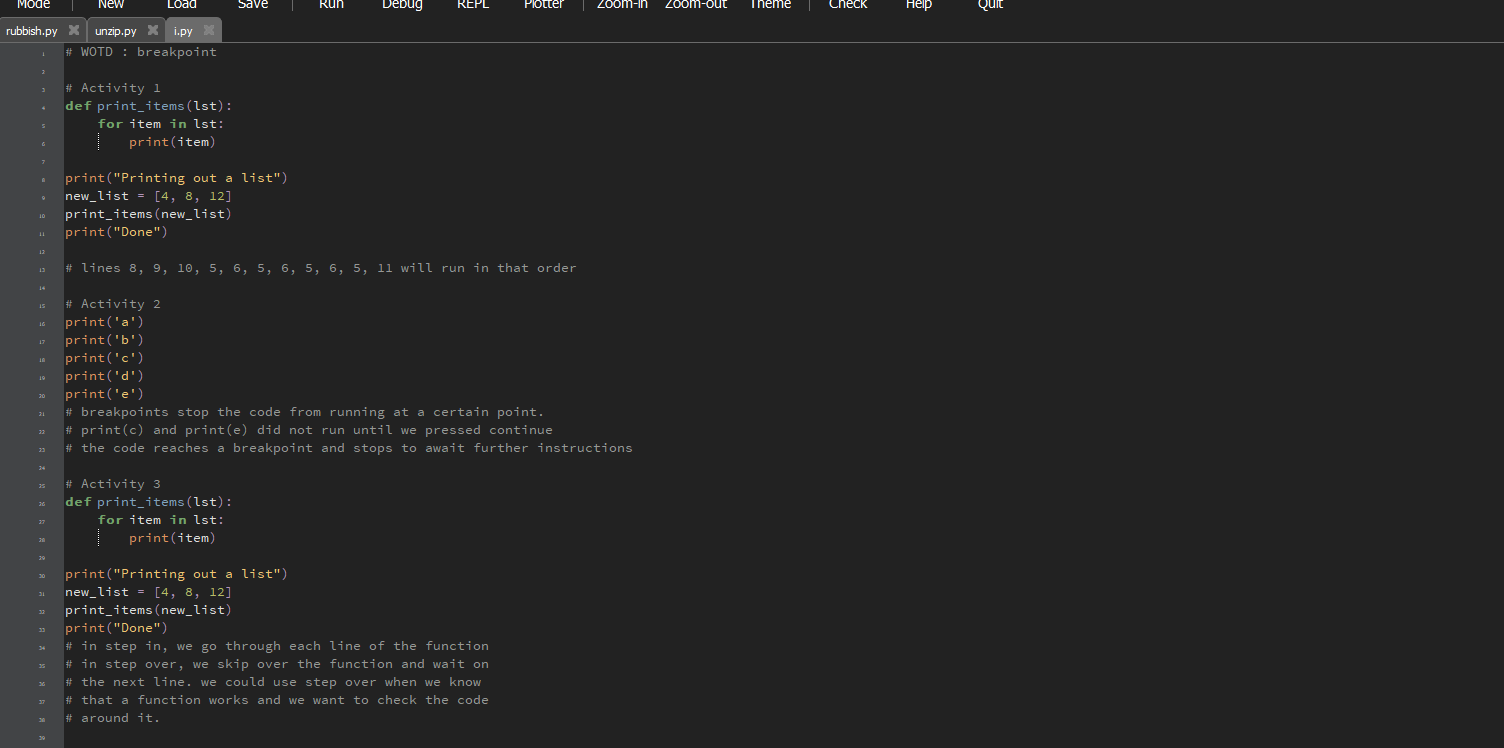 Mode New Load Save Run Debug REPL Plotter Zoom-in Zoom-out Theme Check Help Quit
rubbish.py unzip.py i.py
1 # WOTD : breakpoint
2
3 # Activity 1
4 def print_items(lst):
5     for item in lst:
6         print(item)
7
8 print("Printing out a list")
9 new_list = [4, 8, 12]
10 print_items(new_list)
11 print("Done")
12
13 # lines 8, 9, 10, 5, 6, 5, 6, 5, 6, 5, 11 will run in that order
14
15 # Activity 2
16 print('a')
17 print('b')
18 print('c')
19 print('d')
20 print('e')
21 # breakpoints stop the code from running at a certain point.
22 # print(c) and print(e) did not run until we pressed continue
23 # the code reaches a breakpoint and stops to await further instructions
24
25 # Activity 3
26 def print_items(lst):
27     for item in lst:
28         print(item)
29
30 print("Printing out a list")
31 new_list = [4, 8, 12]
32 print_items(new_list)
33 print("Done")
34 # in step in, we go through each line of the function
35 # in step over, we skip over the function and wait on
36 # the next line. we could use step over when we know
37 # that a function works and we want to check the code
38 # around it.
39